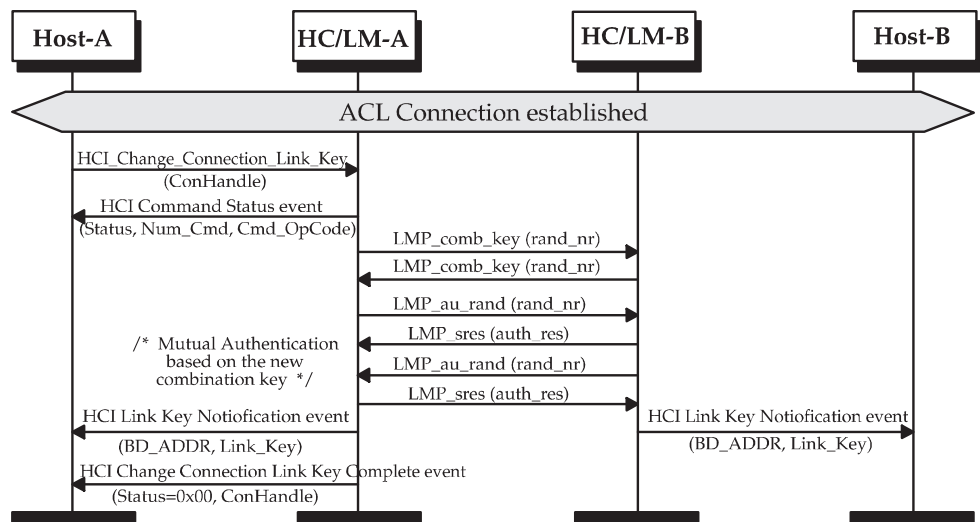 Host-A
HC/LM-A
HC/LM-B
Host-B
ACL Connection established
HCI_Change_Connection_Link_Key
(ConHandle)
HCI Command Status event
(Status, Num_Cmd, Cmd_OpCode)
LMP_comb_key (rand_nr)
LMP_comb_key (rand_nr)
LMP_au_rand (rand_nr)
LMP_sres (auth_res)
/* Mutual Authentication
based on the new
combination key */
LMP_au_rand (rand_nr)
LMP_sres (auth_res)
HCI Link Key Notiofication event
(BD_ADDR, Link_Key)
HCI Link Key Notiofication event
(BD_ADDR, Link_Key)
HCI Change Connection Link Key Complete event
(Status=0x00, ConHandle)